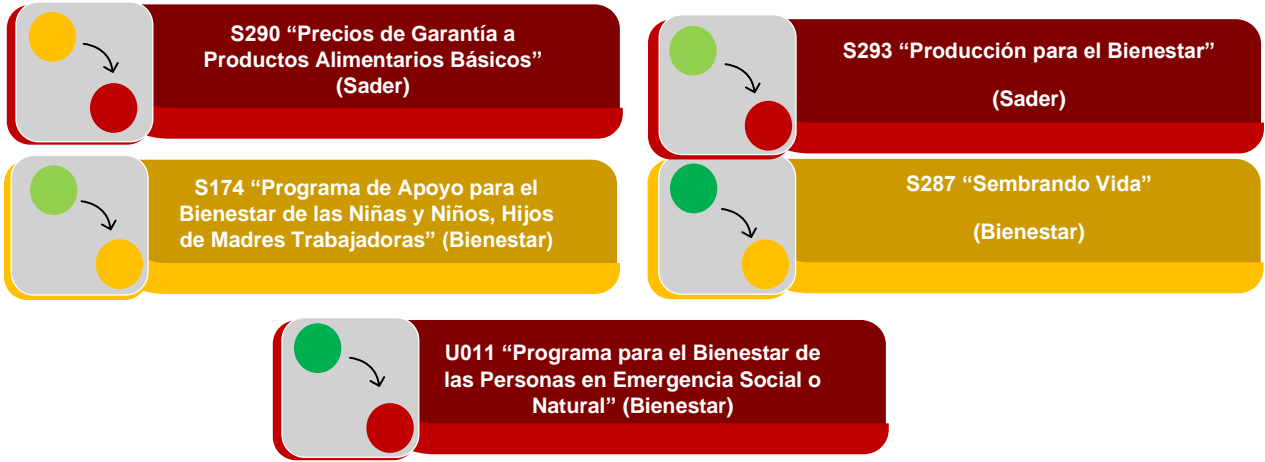 S290 “Precios de Garantía a
Productos Alimentarios Básicos”
(Sader)
S293 “Producción para el Bienestar”
(Sader)
S174 “Programa de Apoyo para el
Bienestar de las Niñas y Niños, Hijos
de Madres Trabajadoras” (Bienestar)
S287 “Sembrando Vida”
(Bienestar)
U011 “Programa para el Bienestar de
las Personas en Emergencia Social o
Natural” (Bienestar)